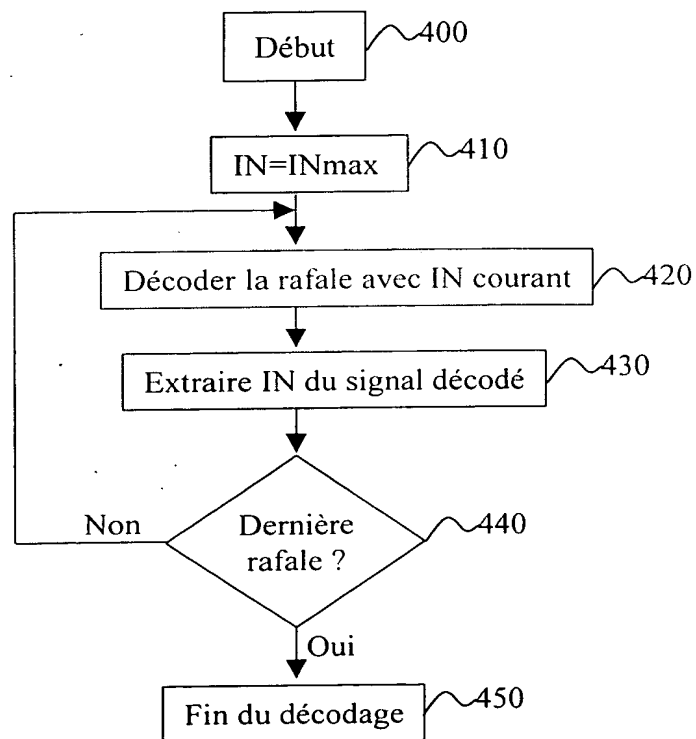 Début
400
IN=INmax
410
Décoder la rafale avec IN courant
420
Extraire IN du signal décodé
430
Non
Dernière
rafale ?
440
Oui
Fin du décodage
450